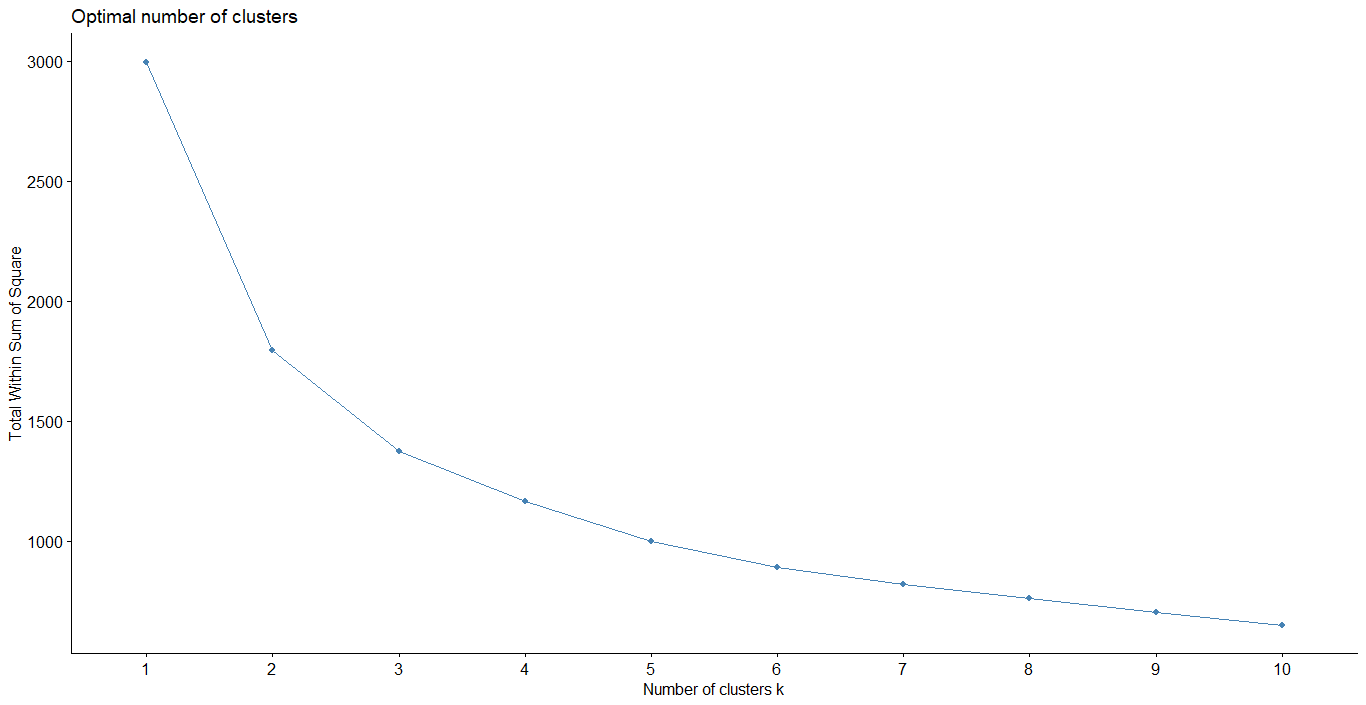 Optimal number of clusters
3000
2500
2000
1500
1000
Total Within Sum of Square
1 2 3 4 5 6 7 8 9 10
Number of clusters k